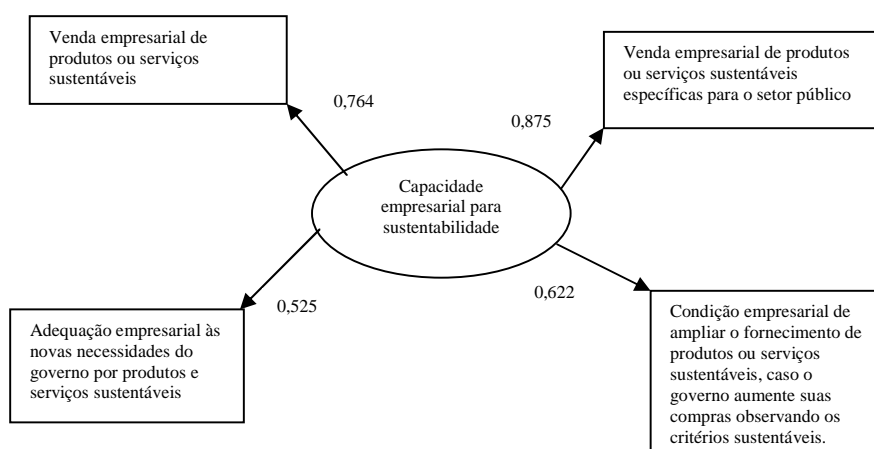 Venda empresarial de
produtos ou serviços
sustentáveis
Venda empresarial de produtos
ou serviços sustentáveis
específicas para o setor público
0,764
0,875
Capacidade
empresarial para
sustentabilidade
0,525
0,622
Adequação empresarial às
novas necessidades do
governo por produtos e
serviços sustentáveis
Condição empresarial de
ampliar o fornecimento de
produtos ou serviços
sustentáveis, caso o
governo aumente suas
compras observando os
critérios sustentáveis.